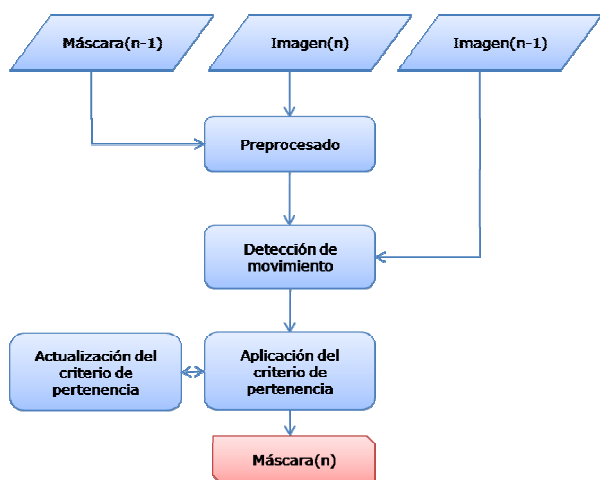 Máscara(n-1)
Imagen(n)
Imagen(n-1)
Preprocesado
Detección de
movimiento
Actualización del
criterio de
pertenencia
Aplicación del
criterio de
pertenencia
Máscara(n)